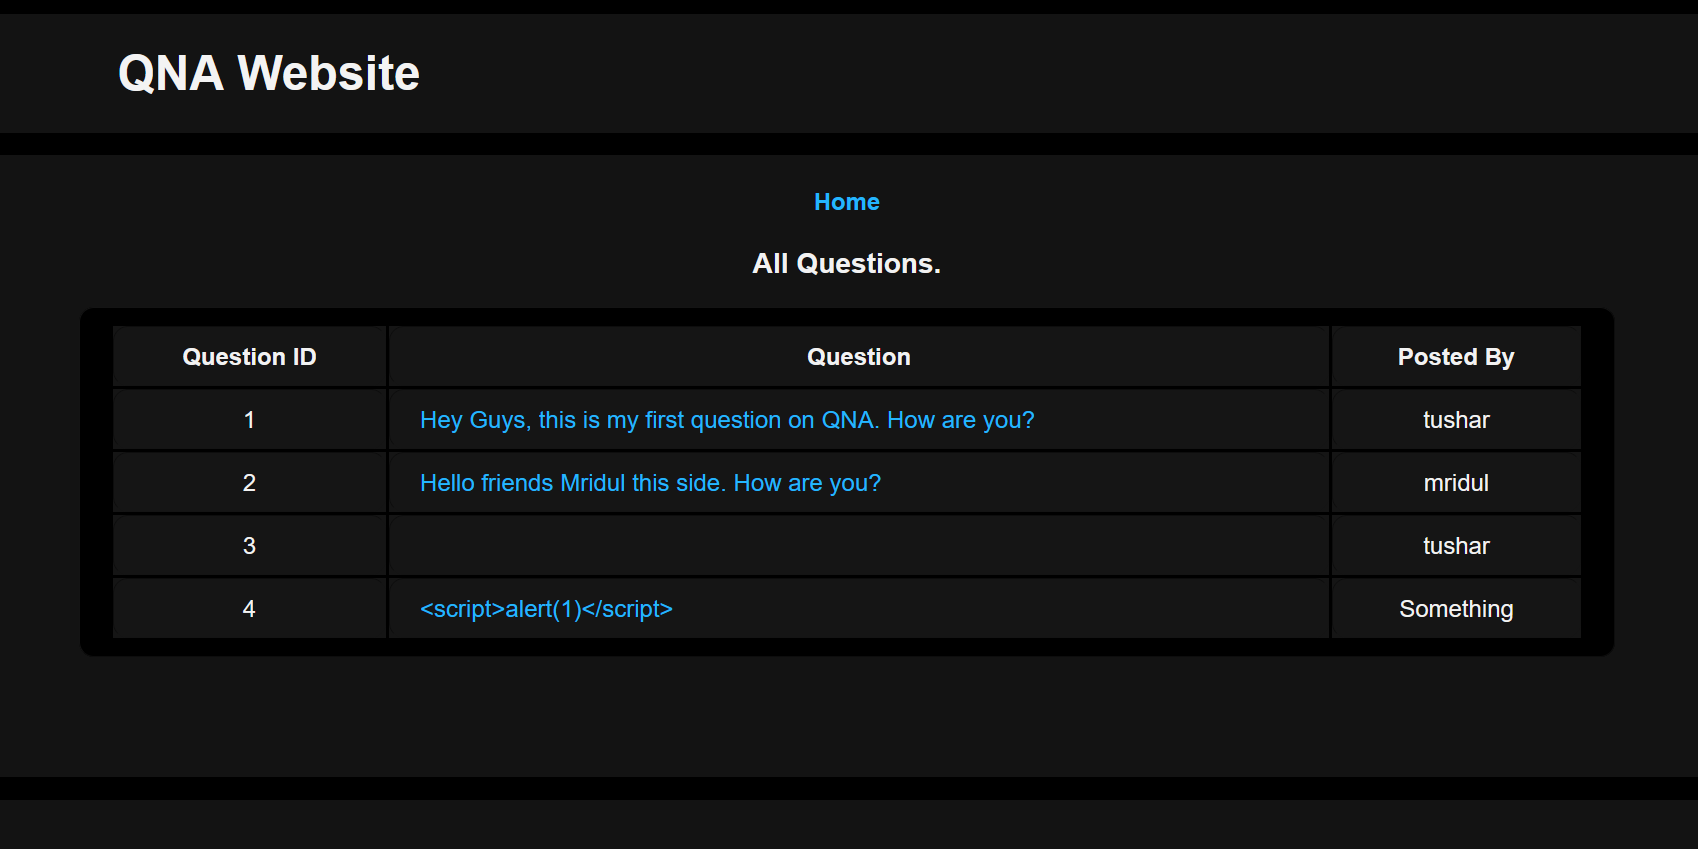 QNA Website
Home
All Questions.
Question ID Question Posted By
1 Hey Guys, this is my first question on QNA. How are you? tushar
2 Hello friends Mridul this side. How are you? mridul
3 tushar
4 <script>alert(1)</script> Something